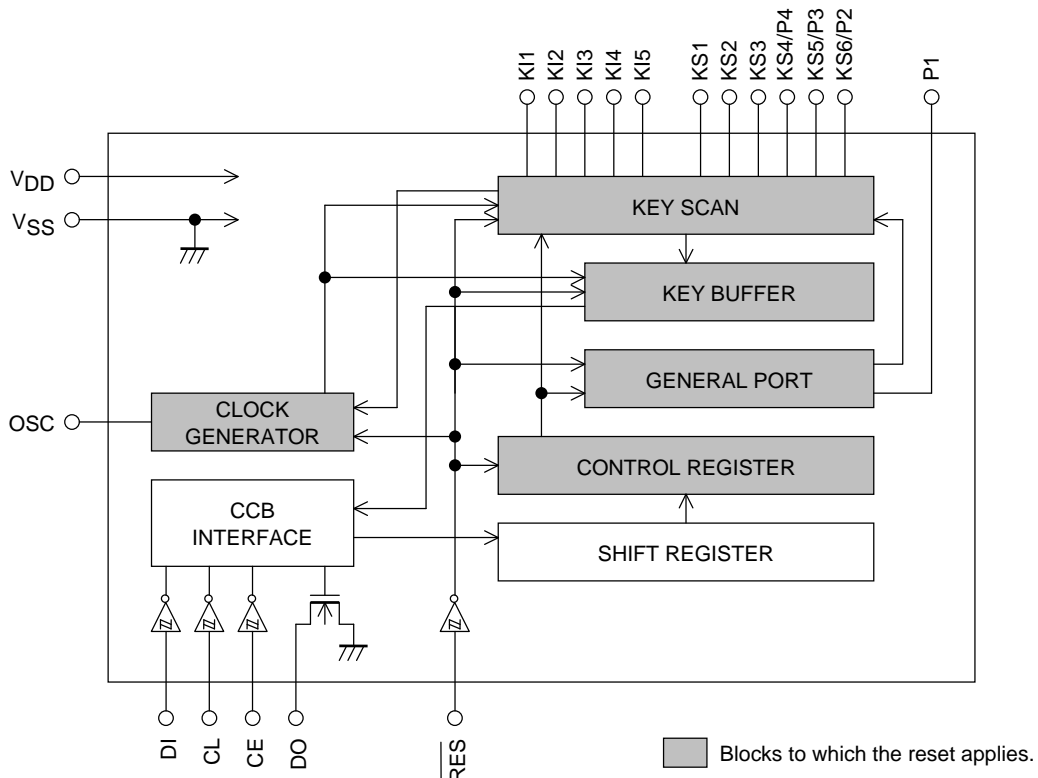 KI1
KI2
KI3
KI4
KI5
KS1
KS2
KS3
KS4/P4
KS5/P3
KS6/P2
P1
VDD
VSS
KEY SCAN
KEY BUFFER
GENERAL PORT
OSC
CLOCK
GENERATOR
CONTROL REGISTER
CCB
INTERFACE
SHIFT REGISTER
DI
CL
CE
DO
RES
Blocks to which the reset applies.